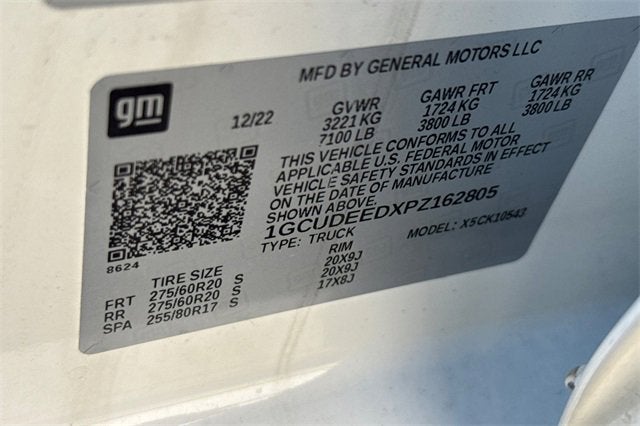 MFD BY GENERAL MOTORS LLC
gm
12/22
GVWR GAWR FRT GAWR RR
3221 KG 1724 KG 1724 KG
7100 LB 3800 LB 3800 LB
THIS VEHICLE CONFORMS TO ALL
APPLICABLE U.S. FEDERAL MOTOR
VEHICLE SAFETY STANDARDS IN EFFECT
ON THE DATE OF MANUFACTURE
SHOWN ABOVE.
1GCUDEEDXPZ162805
TYPE: TRUCK MODEL: X5CK10543
8624
TIRE SIZE RIM
FRT 275/60R20 S 20X9J
RR 275/60R20 S 20X9J
SPA 255/80R17 S 17X8J